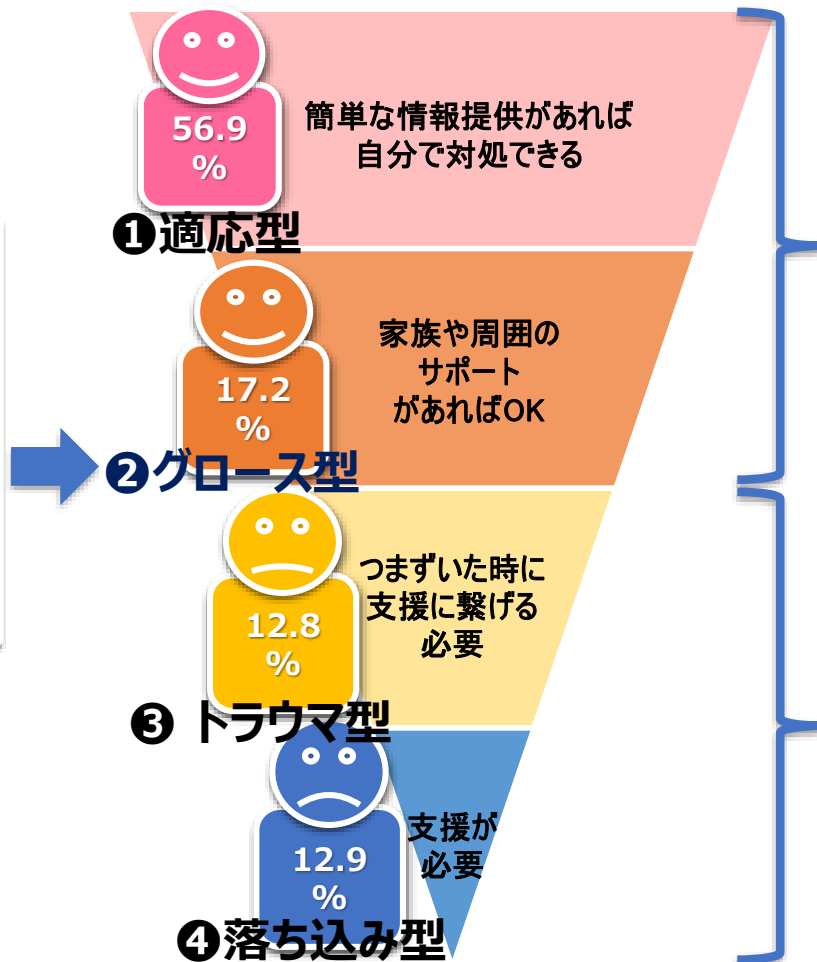 56.9
%
簡単な情報提供があれば
自分で対処できる
❶適応型
17.2
%
家族や周囲の
サポート
があればOK
❷グロース型
12.8
%
つまずいた時に
支援に繋げる
必要
❸ トラウマ型
12.9
%
支援が
必要
❹落ち込み型